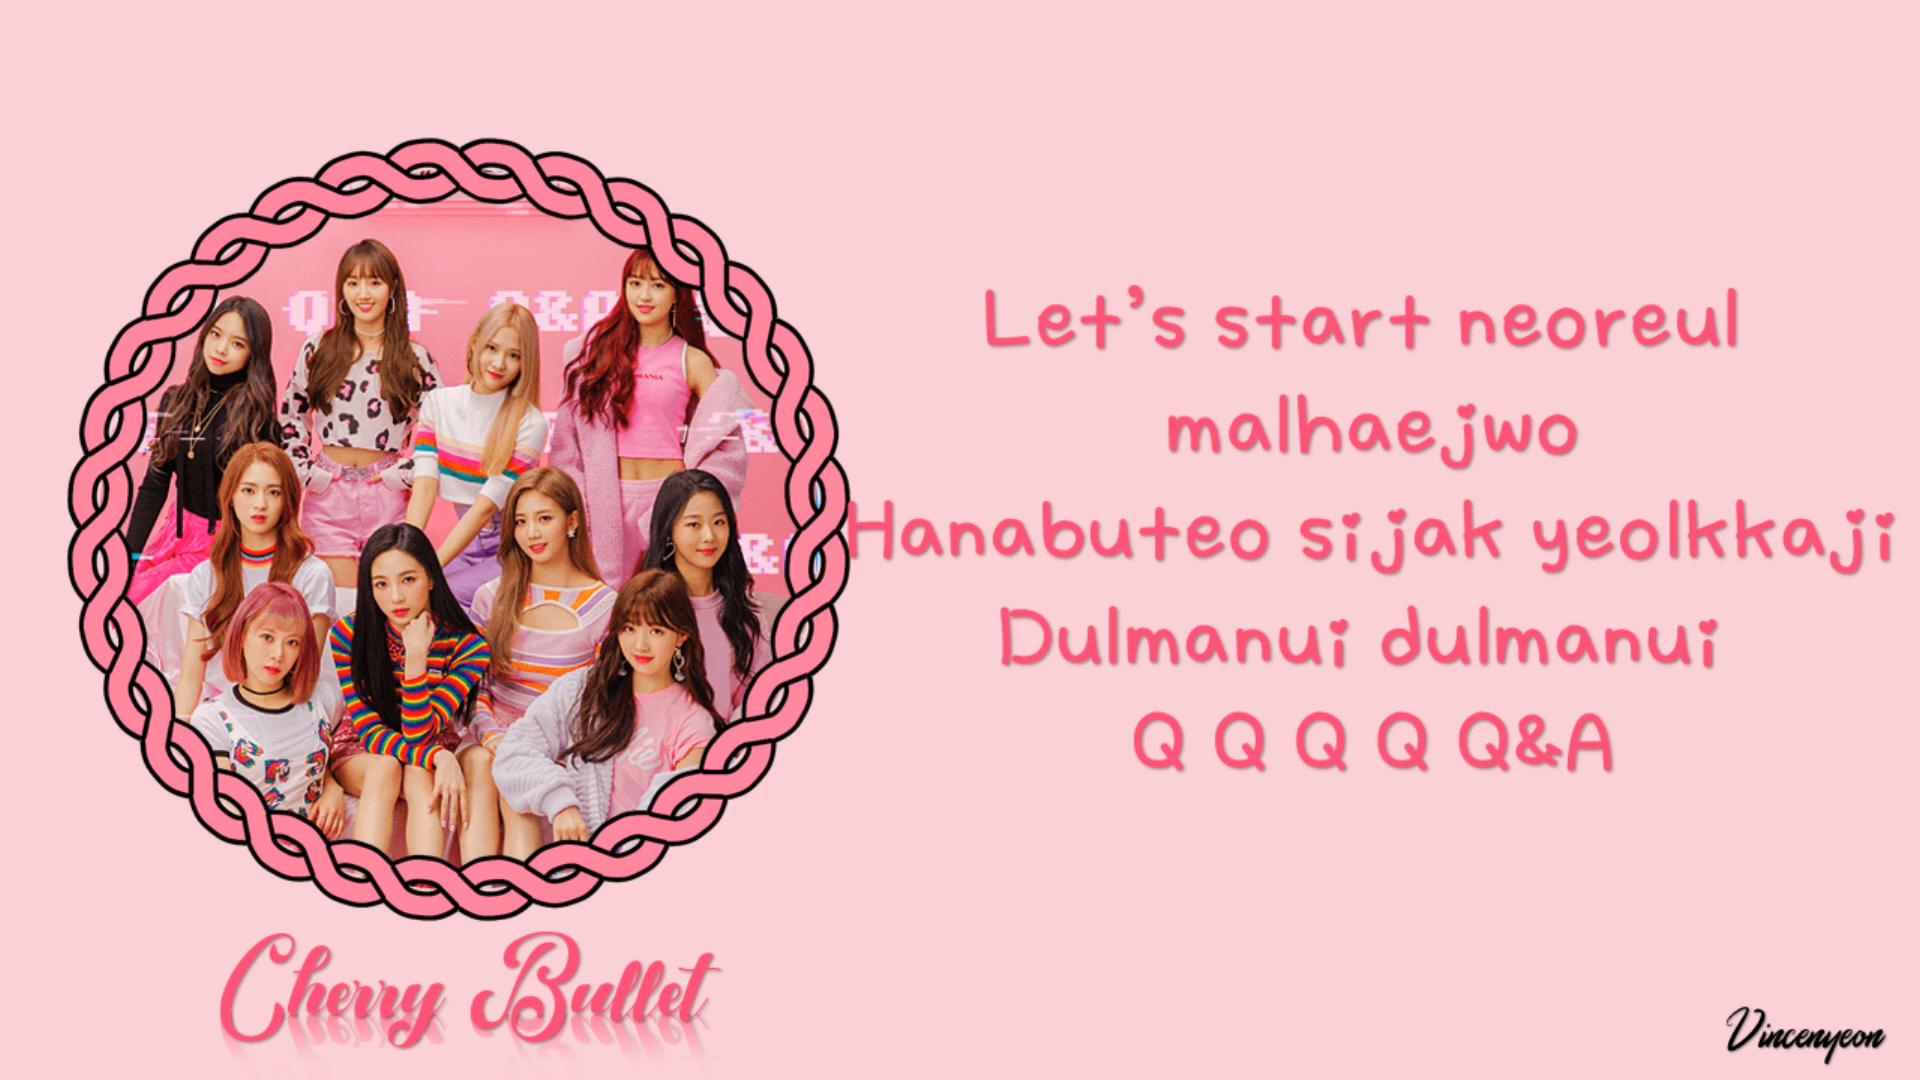 Q&A
Let’s start neoreul
malhaejwo
Hanabuteo sijak yeolkkaji
Dulmanui dulmanui
Q Q Q Q Q&A
Cherry Bullet
Vincenyeon